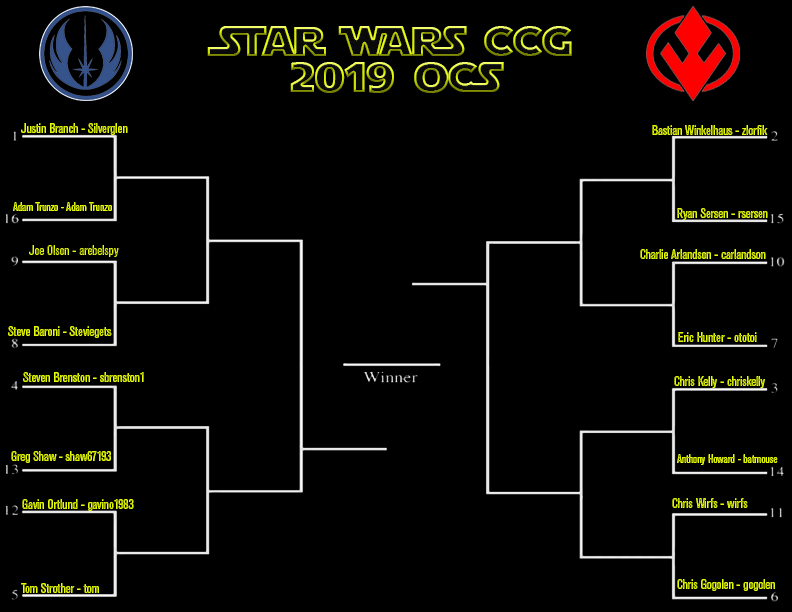 STAR WARS CCG
2019 OCS
1 Justin Branch - Silverglen
16 Adam Trunzo - Adam Trunzo
9 Joe Olson - arebelspy
8 Steve Baroni - Steviegets
4 Steven Brenston - sbrenston1
13 Greg Shaw - shaw67193
12 Gavin Ortlund - gavino1983
5 Tom Strother - tom
Winner
Bastian Winkelhaus - zlorfik 2
Ryan Sersen - rsersen 15
Charlie Arlandson - carlandson 10
Eric Hunter - ototoi 7
Chris Kelly - chriskelly 3
Anthony Howard - batmouse 14
Chris Wirfs - wirfs 11
Chris Gogolen - gogolen 6